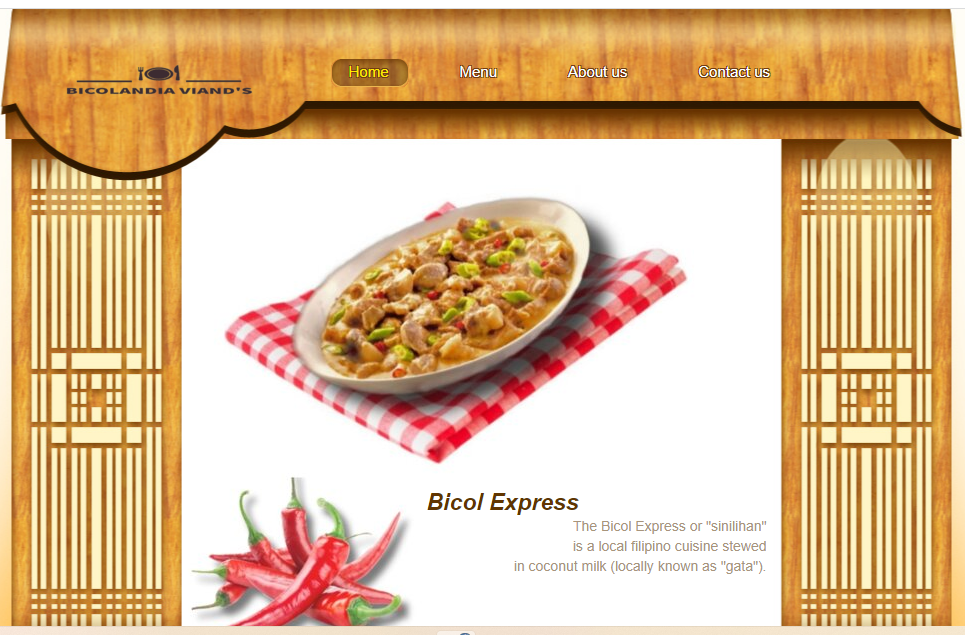 BICOLANDIA VIAND'S
Home Menu About us Contact us
Bicol Express
The Bicol Express or "sinilihan"
is a local filipino cuisine stewed
in coconut milk (locally known as "gata").